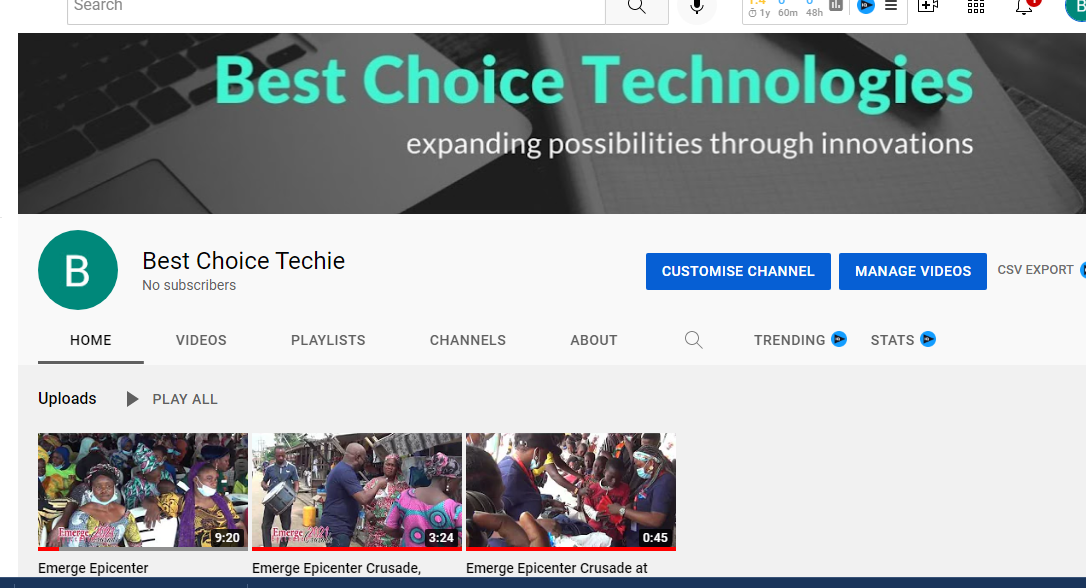 Search
1y 60m 48h
Best Choice Technologies
expanding possibilities through innovations
B
Best Choice Techie
No subscribers
CUSTOMISE CHANNEL
MANAGE VIDEOS
CSV EXPORT
HOME
VIDEOS
PLAYLISTS
CHANNELS
ABOUT
TRENDING
STATS
Uploads
PLAY ALL
Emerge 2021
9:20
Emerge 2021
3:24
0:45
Emerge Epicenter
Emerge Epicenter Crusade,
Emerge Epicenter Crusade at